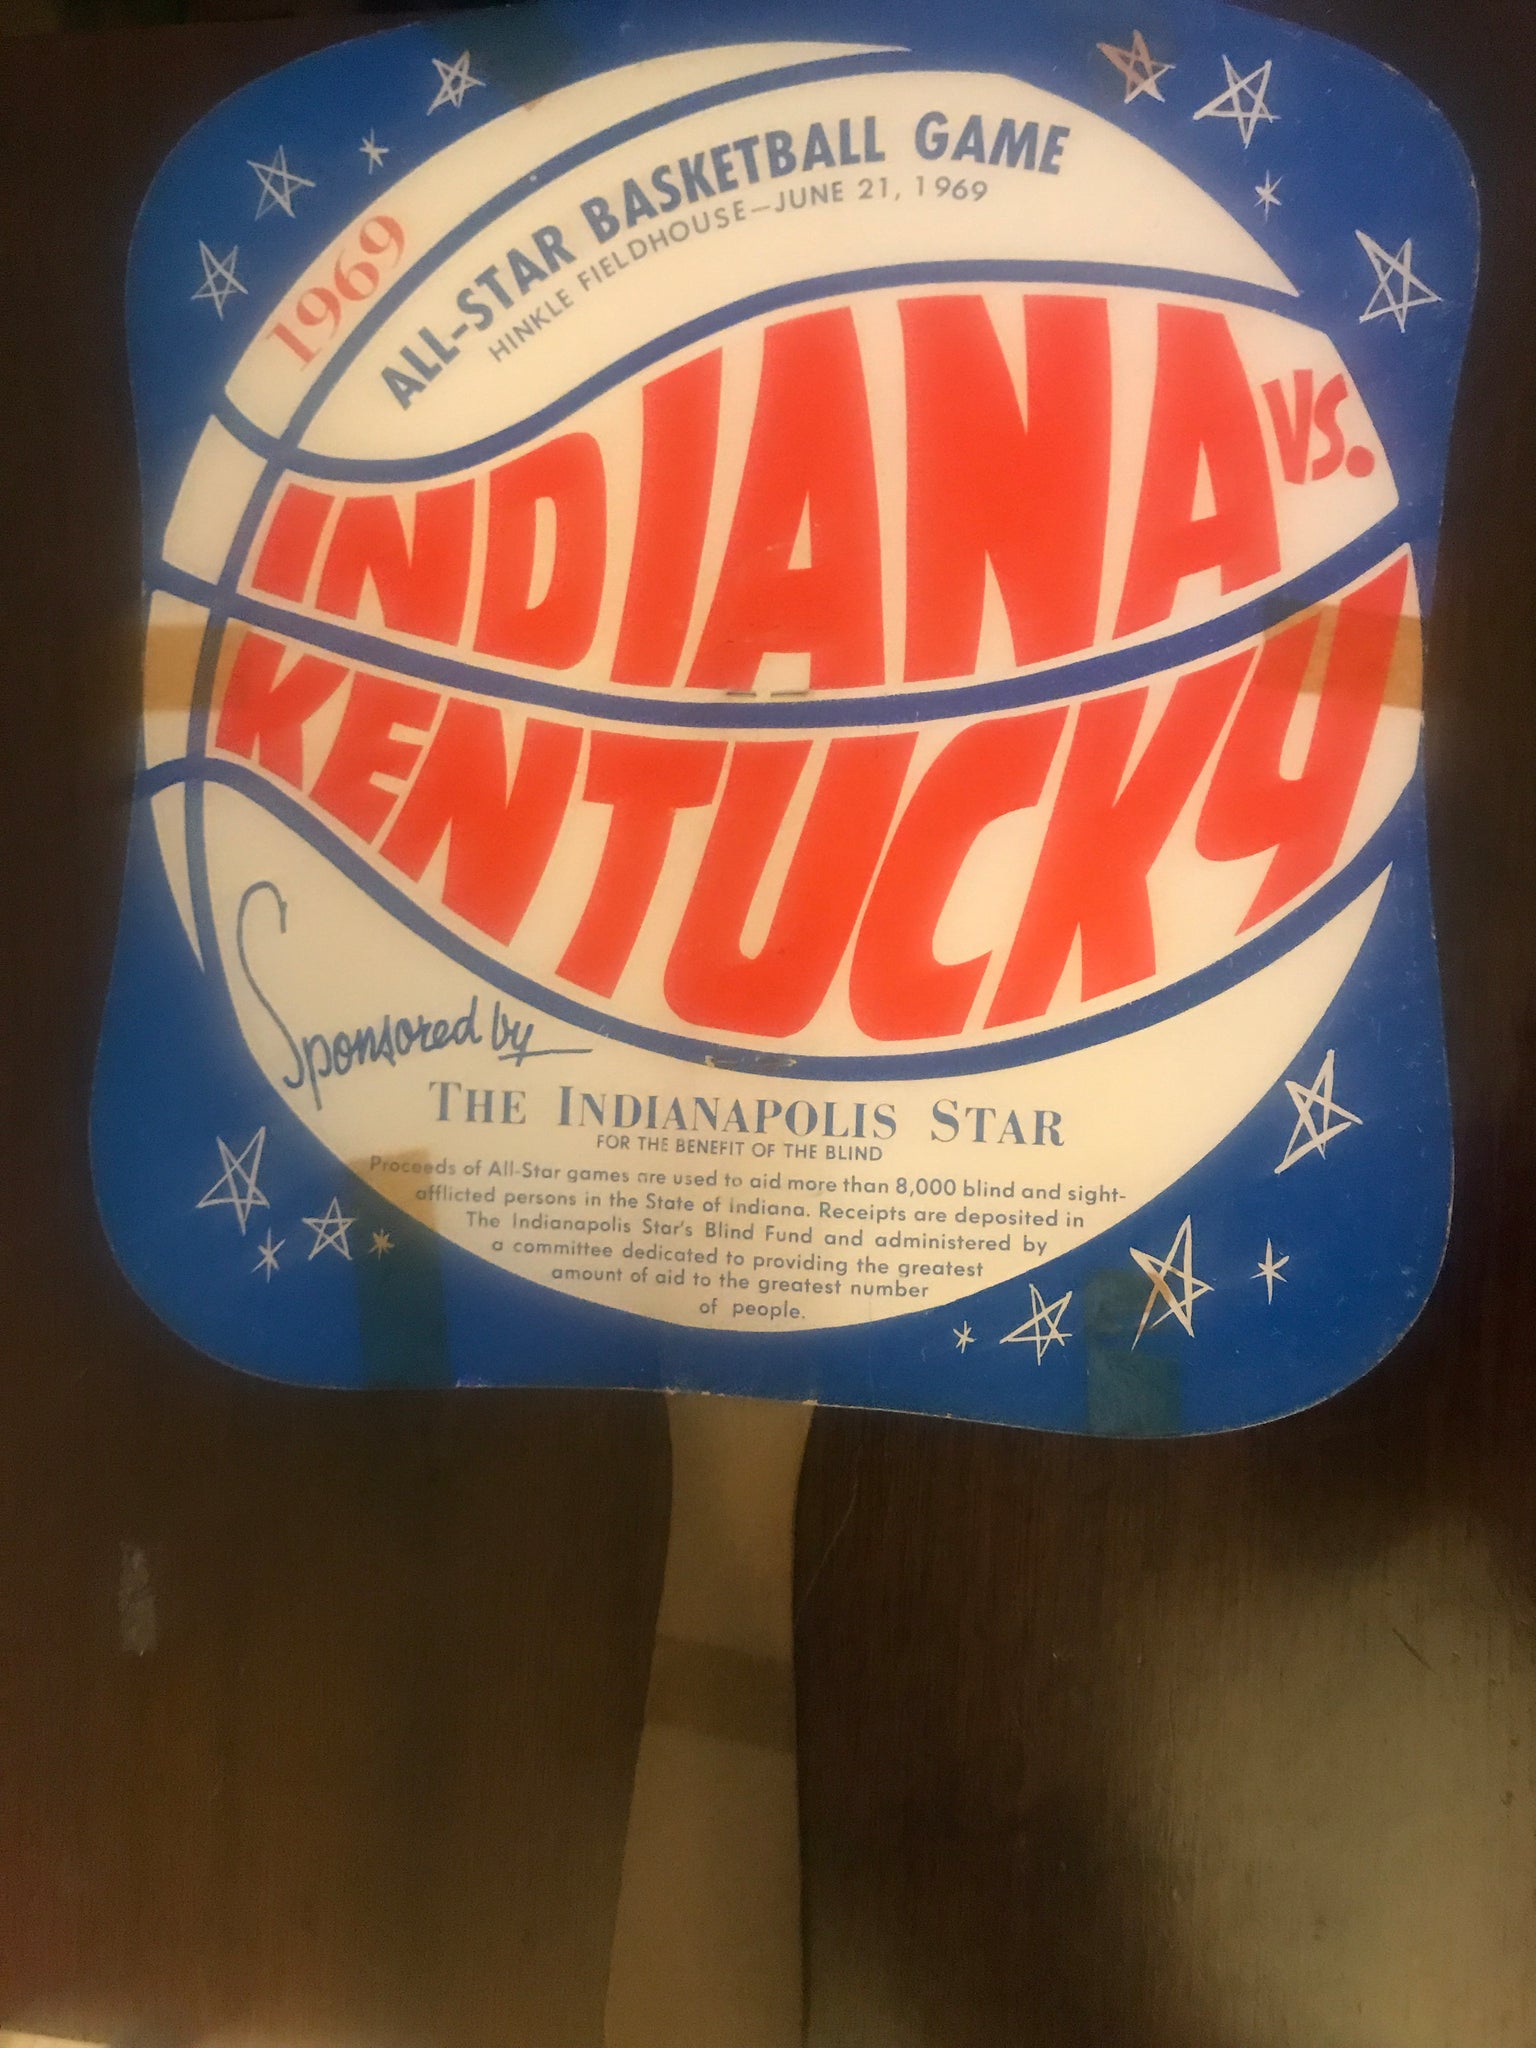 1969
ALL-STAR BASKETBALL GAME
HINKLE FIELDHOUSE—JUNE 21, 1969
INDIANA VS.
KENTUCKY
Sponsored by
THE INDIANAPOLIS STAR
FOR THE BENEFIT OF THE BLIND
Proceeds of All-Star games are used to aid more than 8,000 blind and sight-
afflicted persons in the State of Indiana. Receipts are deposited in
The Indianapolis Star's Blind Fund and administered by
a committee dedicated to providing the greatest
amount of aid to the greatest number
of people.